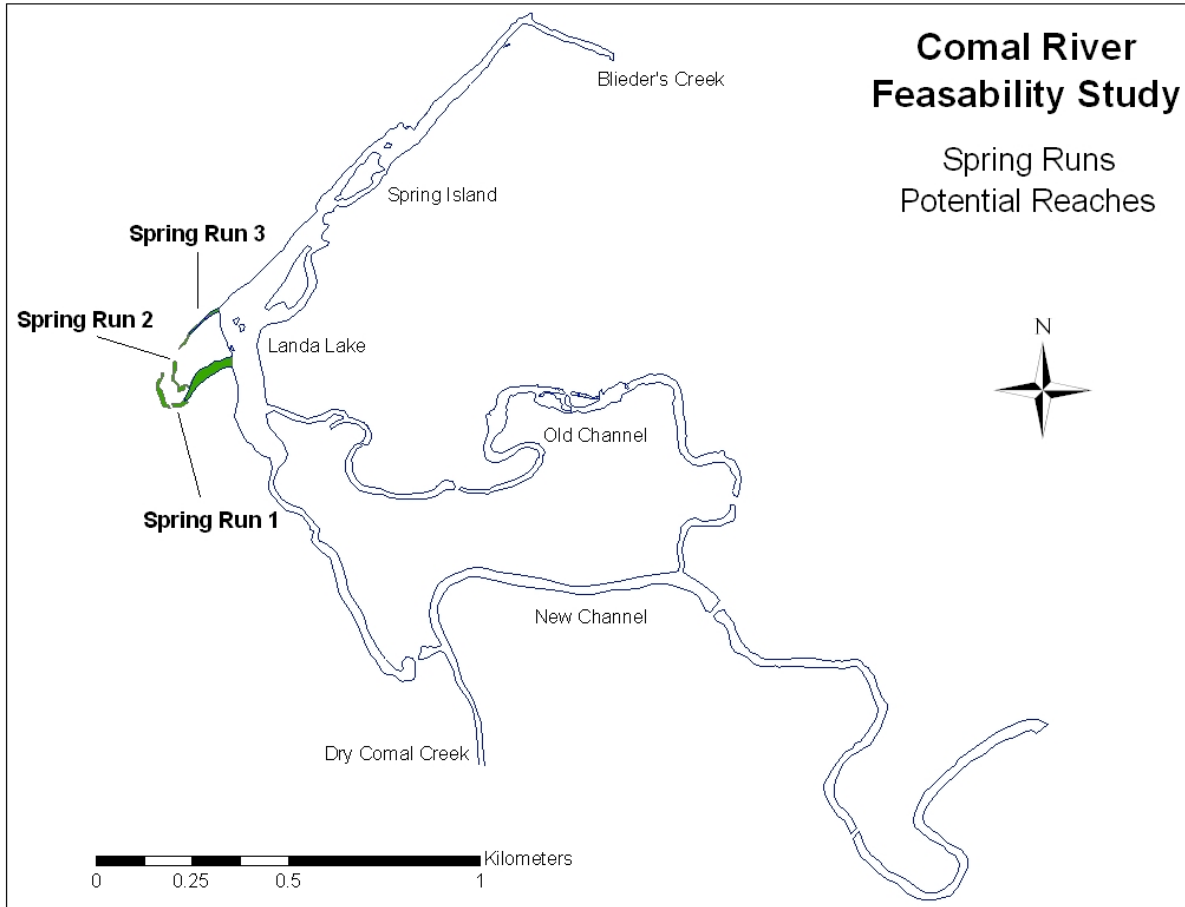 Comal River
Feasability Study
Spring Runs
Potential Reaches
Blieder's Creek
Spring Island
Spring Run 3
Spring Run 2
Landa Lake
N
Old Channel
Spring Run 1
New Channel
Dry Comal Creek
Kilometers
0 0.25 0.5 1